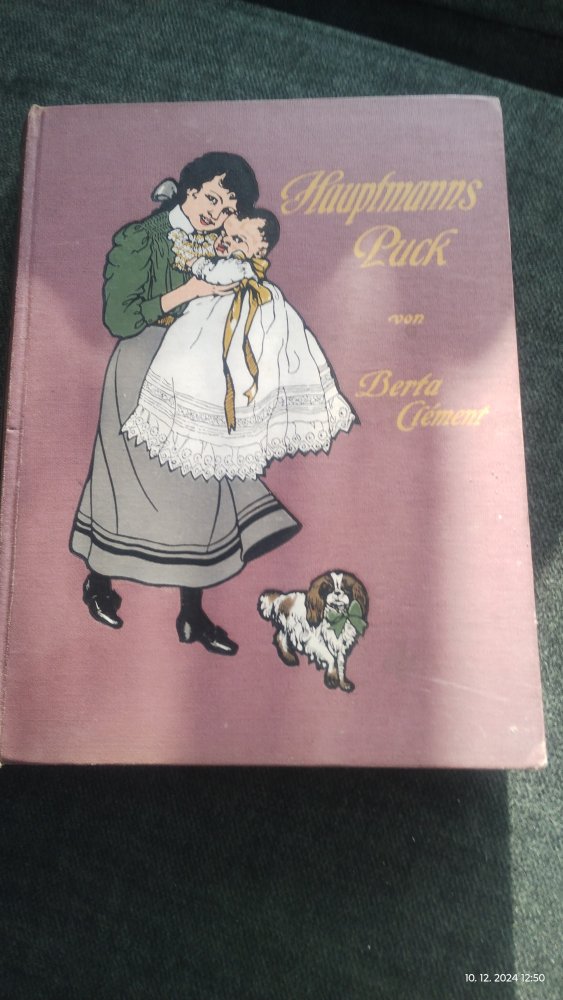 Hauptmanns
Puck
von
Berta
Clément
10. 12. 2024 12:50